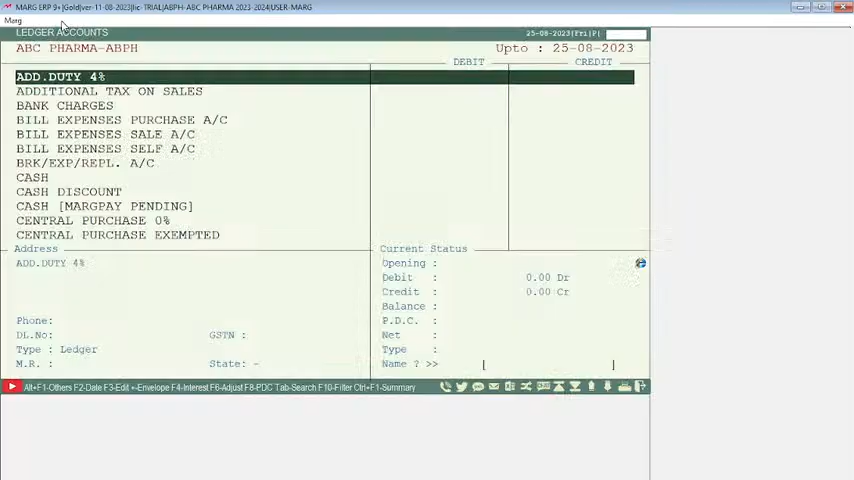 MARG ERP 9+|Gold|ver-11-08-2023|lic-TRIAL|ABPH-ABC PHARMA 2023-2024|USER-MARG
Marg
LEDGER ACCOUNTS 25-08-2023|Fri|P|
ABC PHARMA-ABPH Upto : 25-08-2023
DEBIT CREDIT
ADD.DUTY 4%
ADDITIONAL TAX ON SALES
BANK CHARGES
BILL EXPENSES PURCHASE A/C
BILL EXPENSES SALE A/C
BILL EXPENSES SELF A/C
BRK/EXP/REPL. A/C
CASH
CASH DISCOUNT
CASH [MARGPAY PENDING]
CENTRAL PURCHASE 0%
CENTRAL PURCHASE EXEMPTED
Address Current Status
ADD.DUTY 4% Opening :
Debit : 0.00 Dr
Credit : 0.00 Cr
Balance :
Phone: P.D.C. :
DL.No: GSTN : Net :
Type : Ledger Type :
M.R. : State: - Name ? >> [ ]
Alt+F1-Others F2-Date F3-Edit +-Envelope F4-Interest F6-Adjust F8-PDC Tab-Search F10-Filter Ctrl+F1-Summary